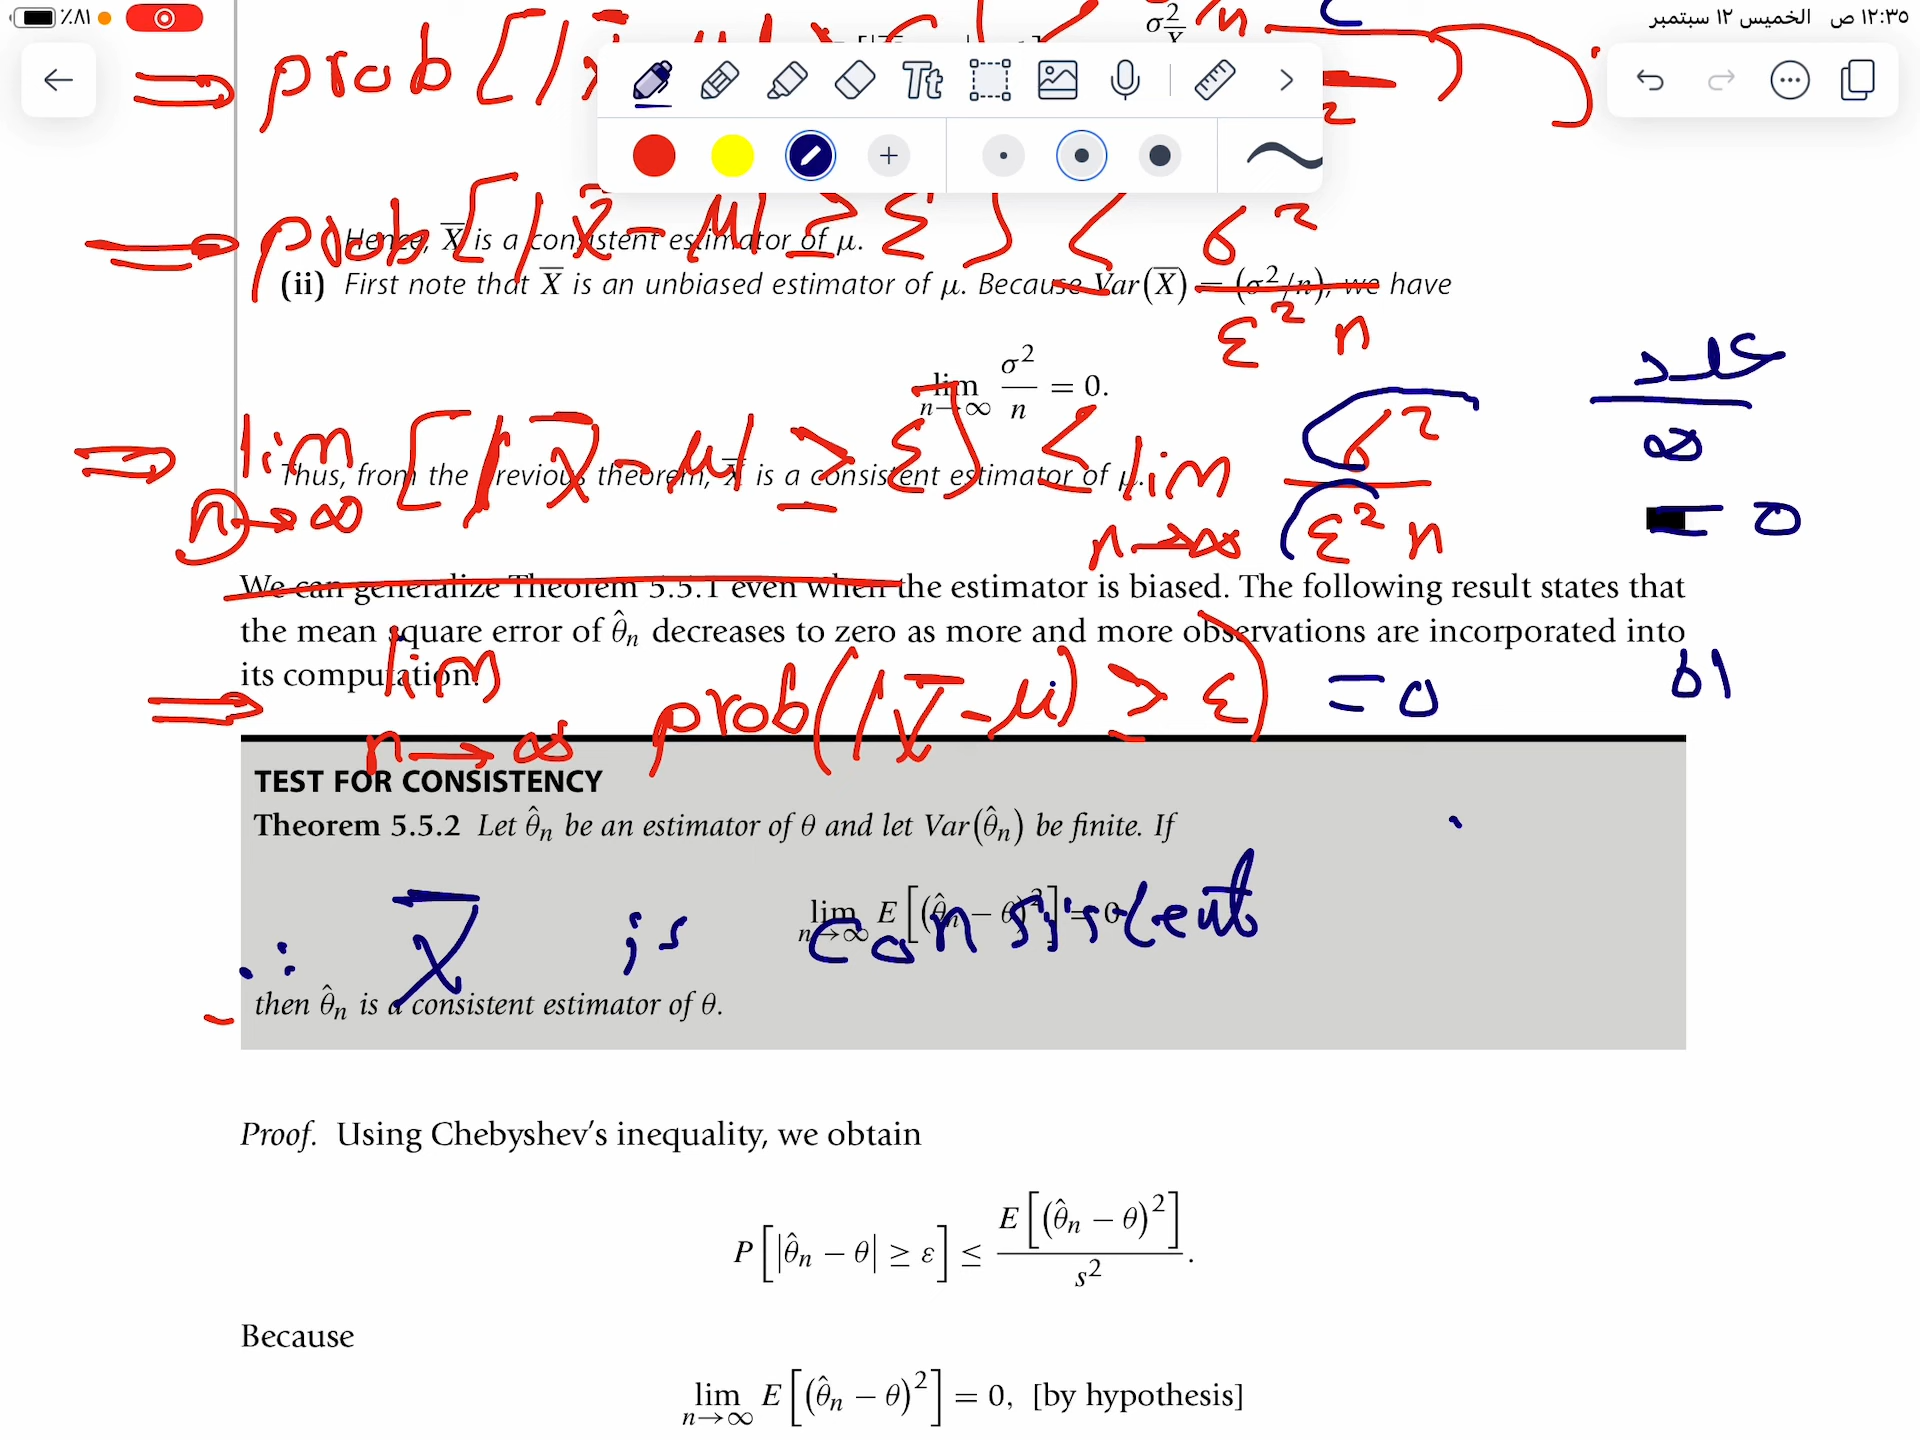 ٪٨١
١٢:٣٥ ص الخميس ١٢ سبتمبر
⇒ prob [|
Tt
⇒ prob [|X̄ - μ| ≥ ε] < σ² / ε² n
Hence, X̄ is a consistent estimator of μ.
(ii) First note that X̄ is an unbiased estimator of μ. Because Var(X̄) = (σ²/n), we have
lim n→∞ σ²/n = 0.
عدد / ∞ = 0
⇒ lim n→∞ [|X̄ - μ| ≥ ε] < lim n→∞ σ² / ε² n
Thus, from the previous theorem, X̄ is a consistent estimator of μ.
We can generalize Theorem 5.5.1 even when the estimator is biased. The following result states that
the mean square error of θ̂n decreases to zero as more and more observations are incorporated into
its computation.
⇒ lim n→∞ prob(|X̄ - μ| ≥ ε) = 0
TEST FOR CONSISTENCY
Theorem 5.5.2 Let θ̂n be an estimator of θ and let Var(θ̂n) be finite. If
lim n→∞ E[(θ̂n − θ)²] = 0
∴ X̄ is consistent
then θ̂n is a consistent estimator of θ.
Proof. Using Chebyshev's inequality, we obtain
P[|θ̂n − θ| ≥ ε] ≤ E[(θ̂n − θ)²] / s² .
Because
lim n→∞ E[(θ̂n − θ)²] = 0, [by hypothesis]